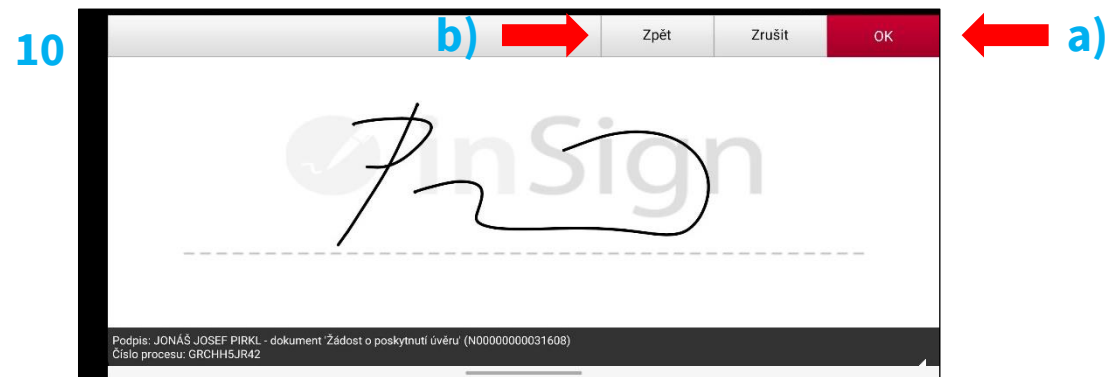 10
b)
Zpět Zrušit OK
a)
inSign
Podpis: JONÁŠ JOSEF PIRKL - dokument 'Žádost o poskytnutí úvěru' (N00000000031608)
Číslo procesu: GRCHH5JR42